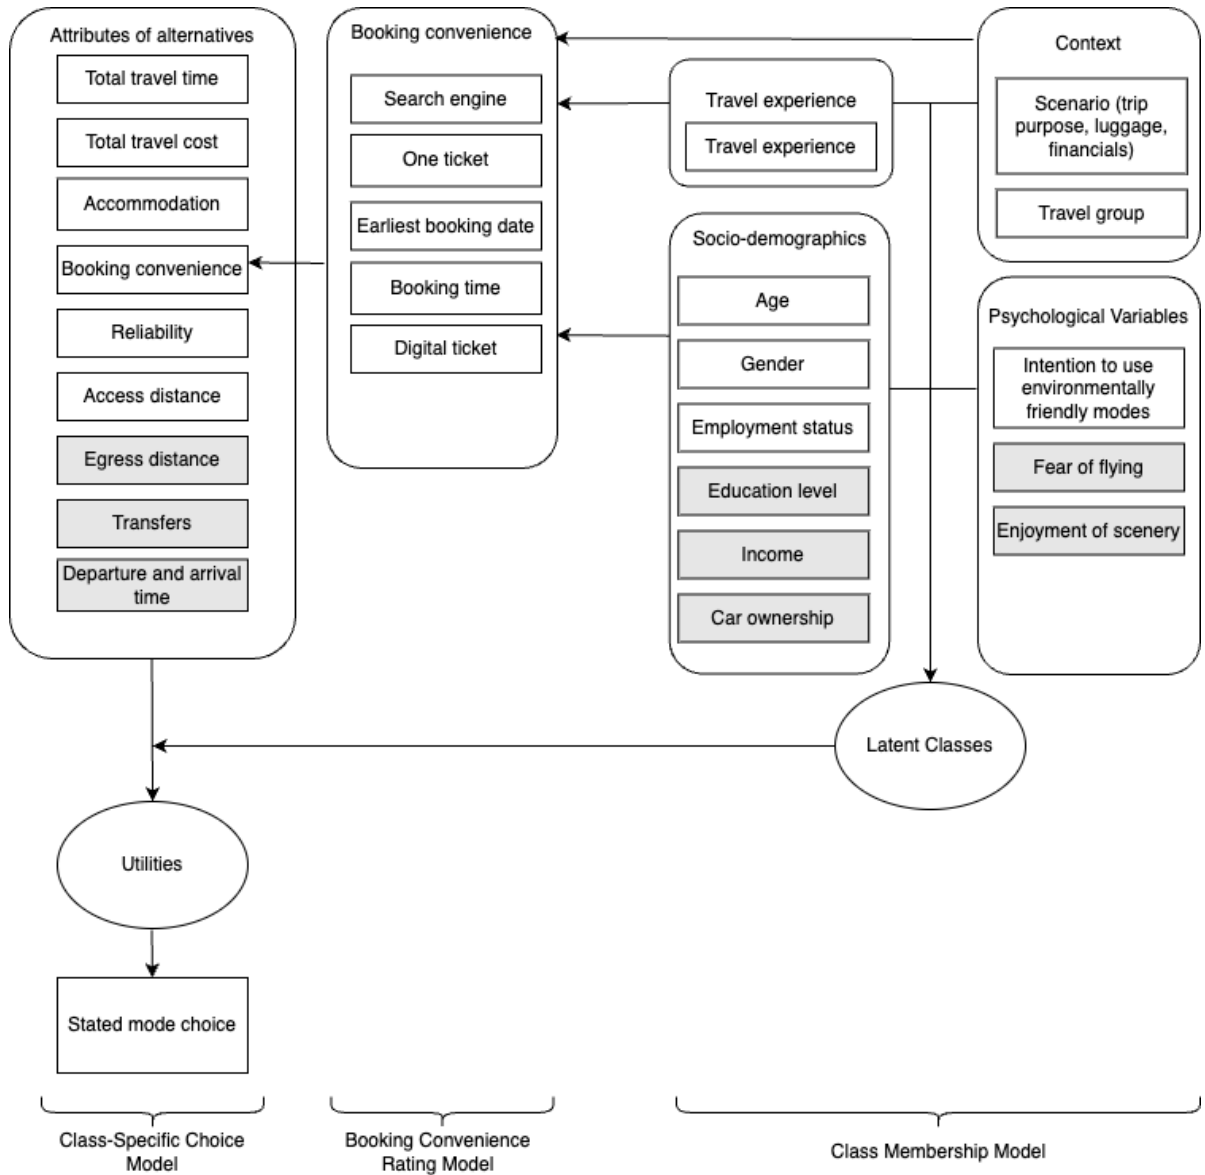 Attributes of alternatives
Total travel time
Total travel cost
Accommodation
Booking convenience
Reliability
Access distance
Egress distance
Transfers
Departure and arrival
time
Booking convenience
Search engine
One ticket
Earliest booking date
Booking time
Digital ticket
Travel experience
Travel experience
Socio-demographics
Age
Gender
Employment status
Education level
Income
Car ownership
Context
Scenario (trip
purpose, luggage,
financials)
Travel group
Psychological Variables
Intention to use
environmentally
friendly modes
Fear of flying
Enjoyment of scenery
Latent Classes
Utilities
Stated mode choice
Class-Specific Choice
Model
Booking Convenience
Rating Model
Class Membership Model